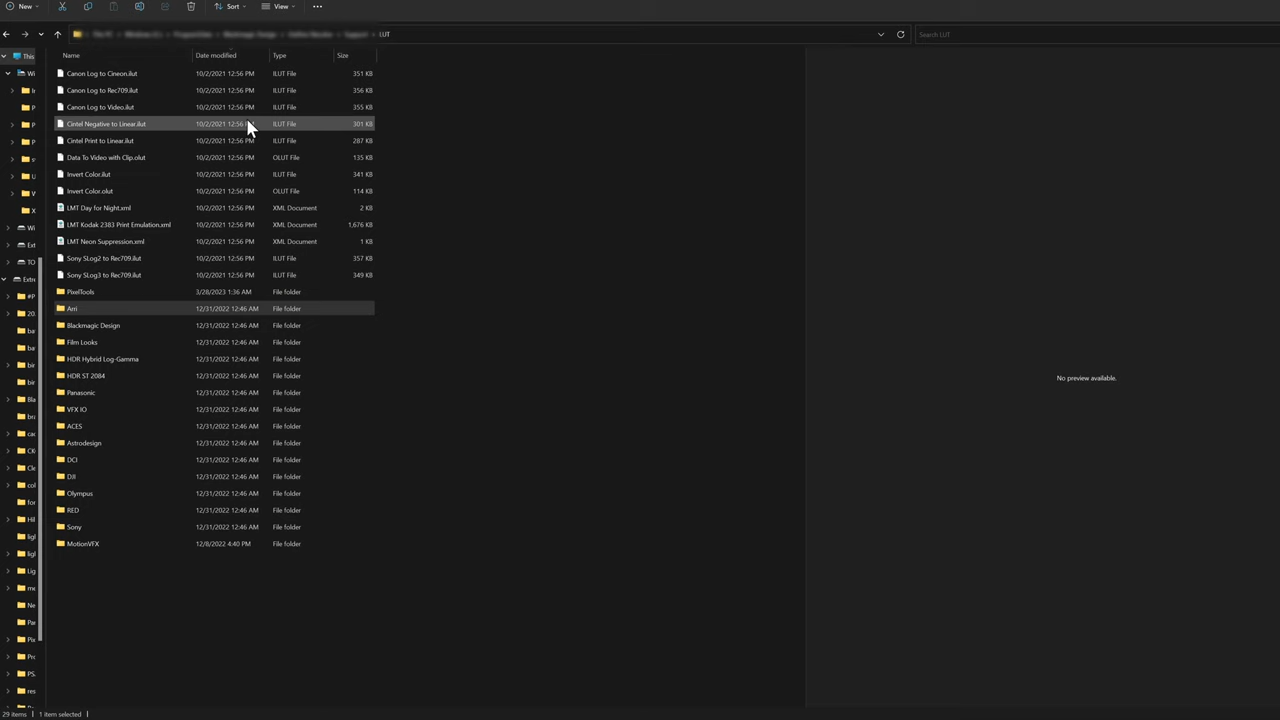 New
Sort
View
LUT
Search LUT
Name Date modified Type Size
This
Canon Log to Cineon.ilut 10/2/2021 12:56 PM ILUT File 351 KB
Canon Log to Rec709.ilut 10/2/2021 12:56 PM ILUT File 356 KB
Canon Log to Video.ilut 10/2/2021 12:56 PM ILUT File 355 KB
Cintel Negative to Linear.ilut 10/2/2021 12:56 PM ILUT File 301 KB
Cintel Print to Linear.ilut 10/2/2021 12:56 PM ILUT File 287 KB
Data To Video with Clip.olut 10/2/2021 12:56 PM OLUT File 135 KB
Invert Color.ilut 10/2/2021 12:56 PM ILUT File 341 KB
Invert Color.olut 10/2/2021 12:56 PM OLUT File 114 KB
LMT Day for Night.xml 10/2/2021 12:56 PM XML Document 2 KB
LMT Kodak 2383 Print Emulation.xml 10/2/2021 12:56 PM XML Document 1,676 KB
LMT Neon Suppression.xml 10/2/2021 12:56 PM XML Document 1 KB
Sony SLog2 to Rec709.ilut 10/2/2021 12:56 PM ILUT File 357 KB
Sony SLog3 to Rec709.ilut 10/2/2021 12:56 PM ILUT File 349 KB
PixelTools 3/28/2023 1:36 AM File folder
Arri 12/31/2022 12:46 AM File folder
Blackmagic Design 12/31/2022 12:46 AM File folder
Film Looks 12/31/2022 12:46 AM File folder
HDR Hybrid Log-Gamma 12/31/2022 12:46 AM File folder
HDR ST 2084 12/31/2022 12:46 AM File folder
Panasonic 12/31/2022 12:46 AM File folder
VFX IO 12/31/2022 12:46 AM File folder
ACES 12/31/2022 12:46 AM File folder
Astrodesign 12/31/2022 12:46 AM File folder
DCI 12/31/2022 12:46 AM File folder
DJI 12/31/2022 12:46 AM File folder
Olympus 12/31/2022 12:46 AM File folder
RED 12/31/2022 12:46 AM File folder
Sony 12/31/2022 12:46 AM File folder
MotionVFX 12/8/2022 4:40 PM File folder
No preview available.
29 items 1 item selected